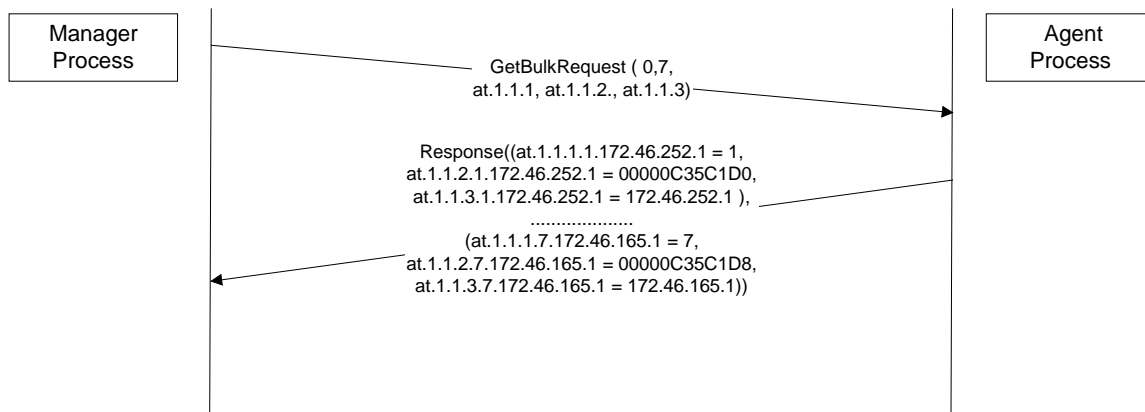 Manager
Process
Agent
Process
GetBulkRequest ( 0,7,
at.1.1.1, at.1.1.2., at.1.1.3)
Response((at.1.1.1.1.172.46.252.1 = 1,
at.1.1.2.1.172.46.252.1 = 00000C35C1D0,
at.1.1.3.1.172.46.252.1 = 172.46.252.1 ),
.....................
(at.1.1.1.7.172.46.165.1 = 7,
at.1.1.2.7.172.46.165.1 = 00000C35C1D8,
at.1.1.3.7.172.46.165.1 = 172.46.165.1))